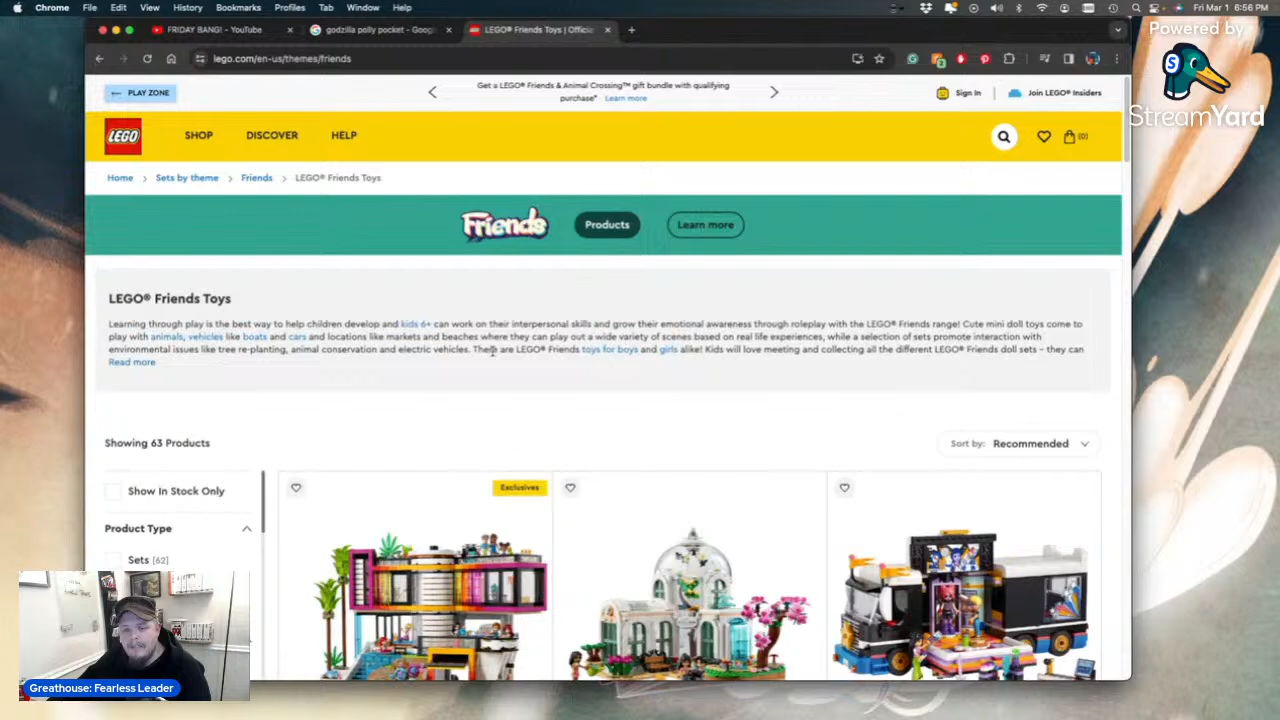 Chrome File Edit View History Bookmarks Profiles Tab Window Help Fri Mar 1 6:56 PM
Powered by
StreamYard
FRIDAY BANG! - YouTube
godzilla polly pocket - Goog
LEGO® Friends Toys | Offici
lego.com/en-us/themes/friends
← PLAY ZONE
Get a LEGO® Friends & Animal Crossing™ gift bundle with qualifying
purchase* Learn more
Sign In
Join LEGO® Insiders
LEGO SHOP DISCOVER HELP (0)
Home > Sets by theme > Friends > LEGO® Friends Toys
Friends Products Learn more
LEGO® Friends Toys
Learning through play is the best way to help children develop and kids 6+ can work on their interpersonal skills and grow their emotional awareness through roleplay with the LEGO® Friends range! Cute mini doll toys come to
play with animals, vehicles like boats and cars and locations like markets and beaches where they can play out a wide variety of scenes based on real life experiences, while a selection of sets promote interaction with
environmental issues like tree re-planting, animal conservation and electric vehicles. There are LEGO® Friends toys for boys and girls alike! Kids will love meeting and collecting all the different LEGO® Friends doll sets – they can
Read more
Showing 63 Products
Sort by: Recommended
Show In Stock Only
Exclusives
Product Type
Sets [62]
Greathouse: Fearless Leader